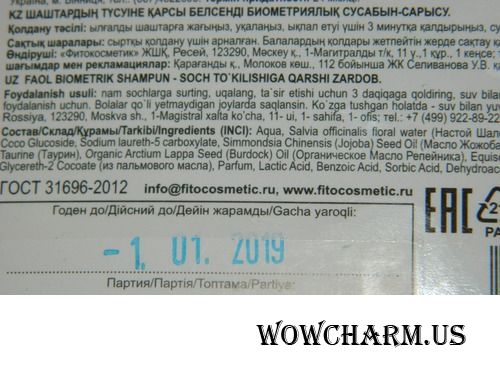 KZ ШАШТАРДЫҢ ТҮСУІНЕ ҚАРСЫ БЕЛСЕНДІ БИОМЕТРИЯЛЫҚ СУСАБЫН-САРЫСУ.
Қолдану тәсілі: ылғалды шаштарға жағыңыз, уқалаңыз, ықпал етуі үшін 3 минутқа қалдырыңыз, су
Сақтық шаралары: сыртқы қолдану үшін арналған. Балалардың қолдары жетпейтін жерде сақтау
Өндіруші: РФ, «Фитокосметик» ЖШҚ, Ресей, 123290, Мәскеу қ., 1-Магистральный т/к, 11 ү.,1 құр., 1 кеңсе; т
шағымдар мен рекламациялар: Қарағанды қ., Молоков көш., 112 БЖ ЖК Селиванова У.В. қ
UZ FAOL BIOMETRIK SHAMPUN - SOCH TO`KILISHIGA QARSHI ZARDOB.
Foydalanish usuli: nam sochlarga surting, uqalang, ta`sir etishi uchun 3 daqiqaga qoldiring, suv bilan
foydalanish uchun. Bolalar qo`li yetmaydigan joylarda saqlansin. Ko`zga tushgan holatda - suv bilan yu
Rossiya, 123290, Moskva sh., 1-Magistral xalta ko`cha, 11- ui, 1- sahifa, 1- ofis; tel.: +7 (499) 922-89-22
Состав/Склад/Құрамы/Tarkibi/Ingredients (INCI): Aqua, Salvia officinalis floral water (Настой Шал
Coco Glucoside, Sodium laureth-5 carboxylate, Simmondsia Chinensis (Jojoba) Seed Oil (Масло Жожоба
Taurine (Таурин), Organic Arctium Lappa Seed (Burdock) Oil (Органическое Масло Репейника), Equis
Glycereth-2 Cocoate (из пальмового масла), Parfum, Lactic Acid, Benzoic Acid, Sorbic Acid, Dehydroac
ГОСТ 31696-2012 info@fitocosmetic.ru, www.fitocosmetic.ru
Годен до/Дійсний до/Дейін жарамды/Gacha yaroqli:
-1. 01. 2019
Партия/Партія/Топтама/Partiye:
EAC
WOWCHARM.US